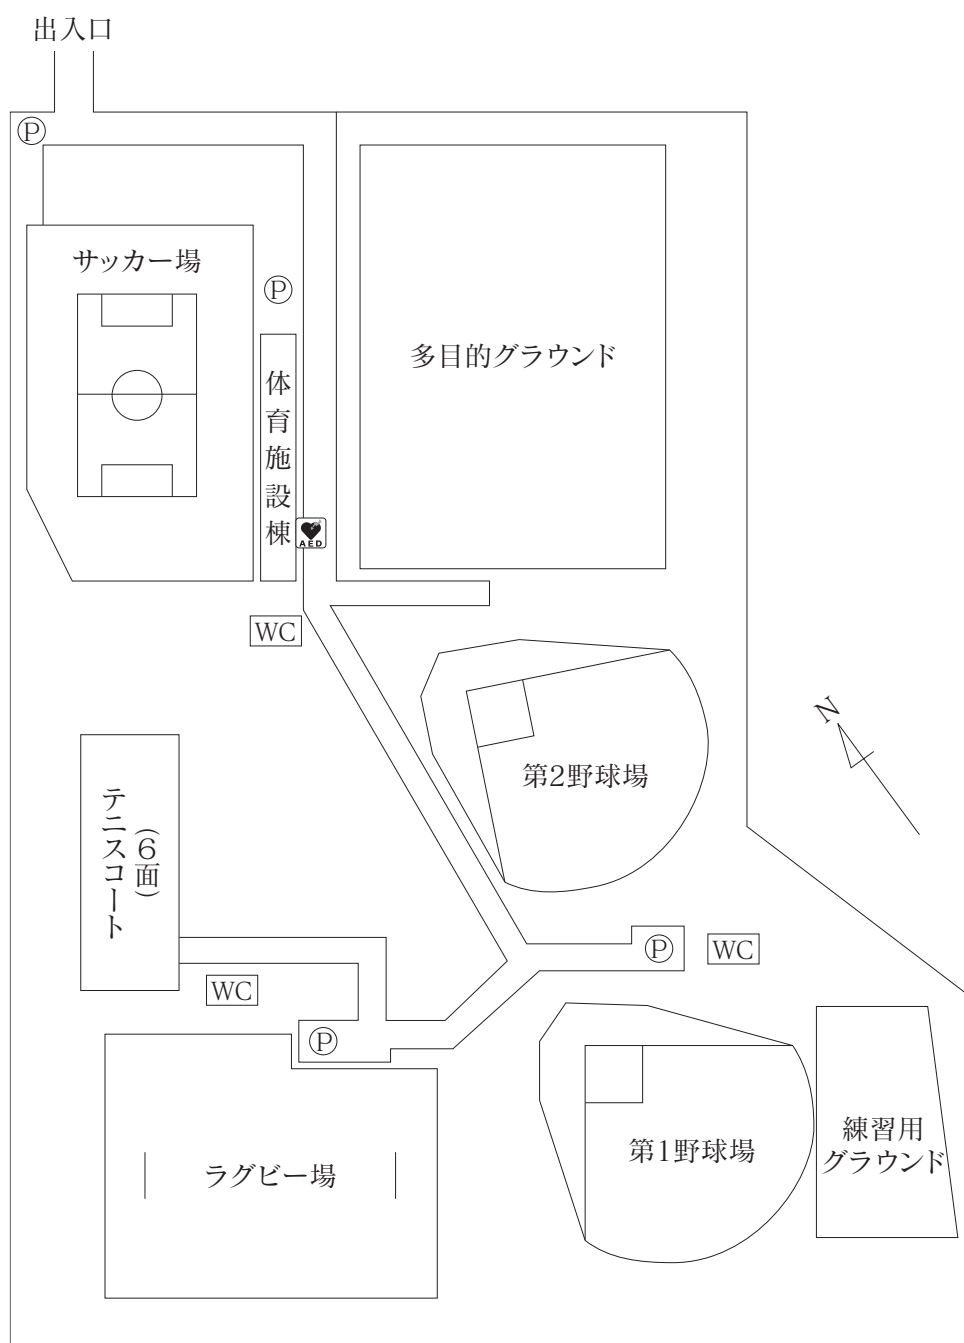 出入口
P
サッカー場
P
多目的グラウンド
体育施設棟
AED
WC
N
第2野球場
テニスコート
（6面）
P
WC
WC
P
第1野球場
練習用
グラウンド
ラグビー場